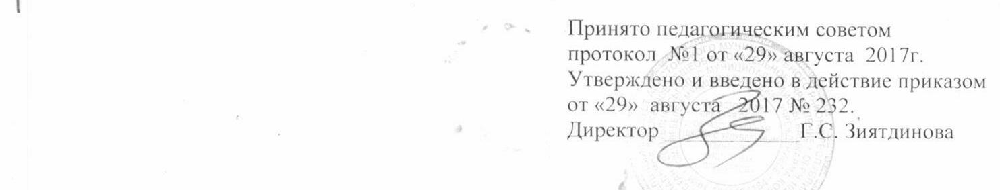 Принято педагогическим советом
протокол №1 от «29» августа 2017г.
Утверждено и введено в действие приказом
от «29» августа 2017 № 232.
Директор ____________ Г.С. Зиятдинова